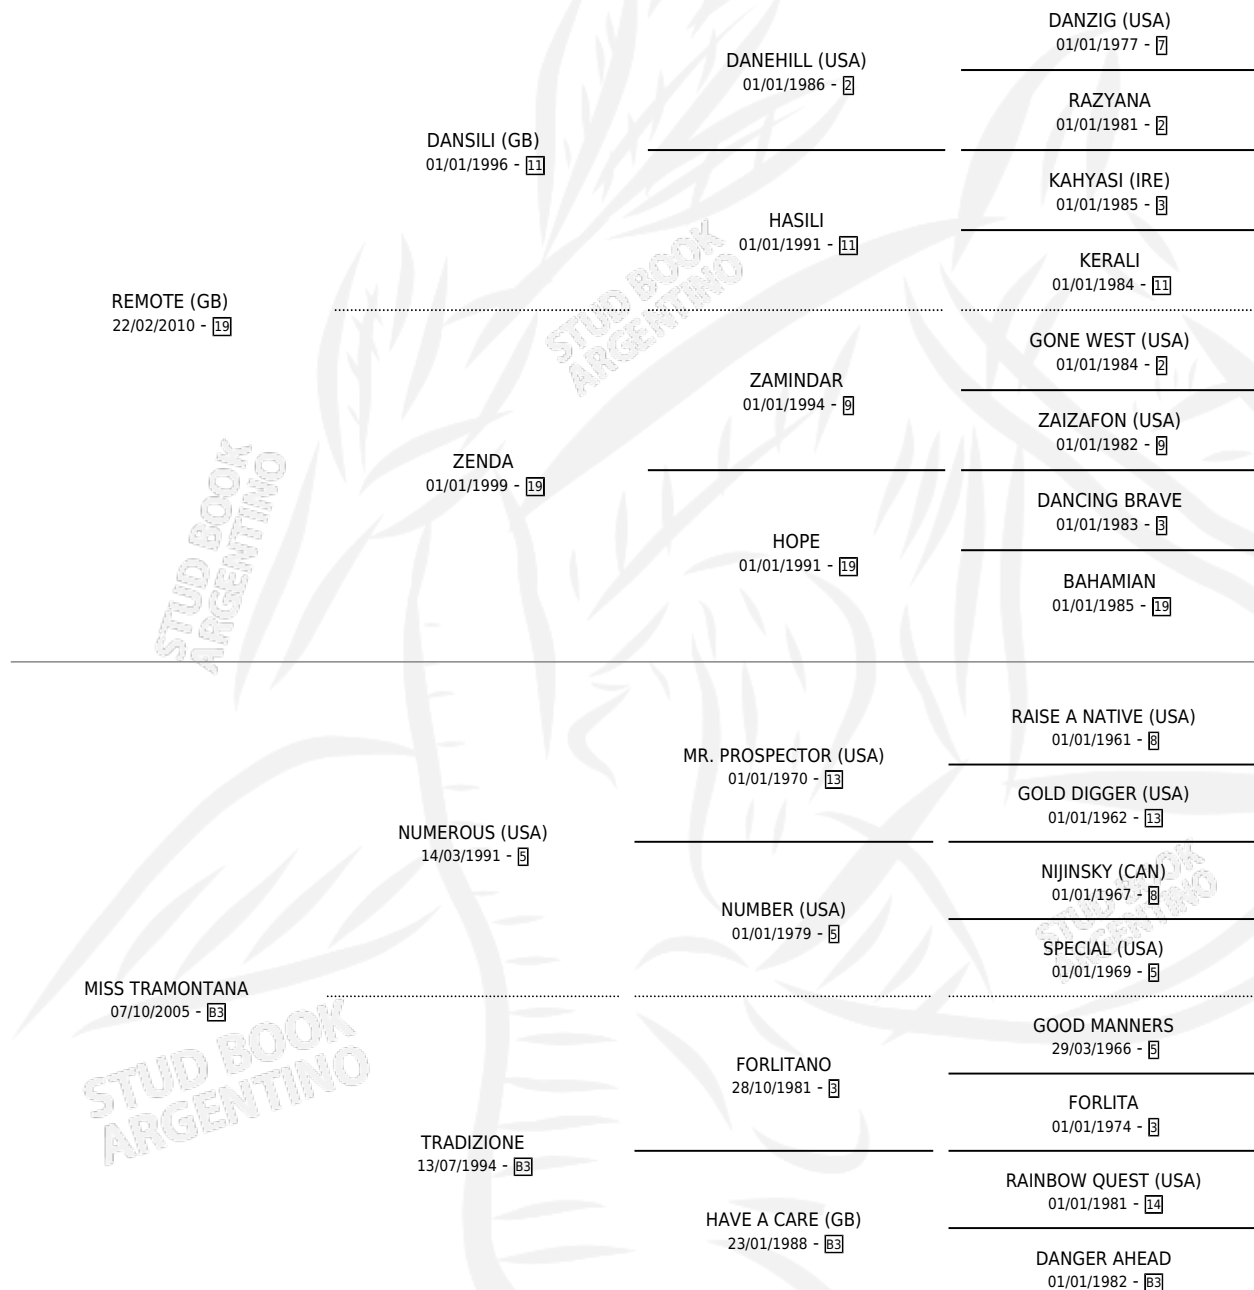 DANZIG (USA)
01/01/1977 - 7
DANEHILL (USA)
01/01/1986 - 2
RAZYANA
01/01/1981 - 2
DANSILI (GB)
01/01/1996 - 11
KAHYASI (IRE)
01/01/1985 - 3
HASILI
01/01/1991 - 11
KERALI
01/01/1984 - 11
REMOTE (GB)
22/02/2010 - 19
STUD BOOK
ARGENTINO
GONE WEST (USA)
01/01/1984 - 2
ZAMINDAR
01/01/1994 - 9
ZAIZAFON (USA)
01/01/1982 - 9
ZENDA
01/01/1999 - 19
DANCING BRAVE
01/01/1983 - 3
HOPE
01/01/1991 - 19
BAHAMIAN
01/01/1985 - 19
STUD BOOK
ARGENTINO
RAISE A NATIVE (USA)
01/01/1961 - 8
MR. PROSPECTOR (USA)
01/01/1970 - 13
GOLD DIGGER (USA)
01/01/1962 - 13
NUMEROUS (USA)
14/03/1991 - 5
NIJINSKY (CAN)
01/01/1967 - 8
STUD BOOK
ARGENTINO
NUMBER (USA)
01/01/1979 - 5
SPECIAL (USA)
01/01/1969 - 5
MISS TRAMONTANA
07/10/2005 - B3
STUD BOOK
ARGENTINO
GOOD MANNERS
29/03/1966 - 5
FORLITANO
28/10/1981 - 3
FORLITA
01/01/1974 - 3
TRADIZIONE
13/07/1994 - B3
RAINBOW QUEST (USA)
01/01/1981 - 14
HAVE A CARE (GB)
23/01/1988 - B3
DANGER AHEAD
01/01/1982 - B3